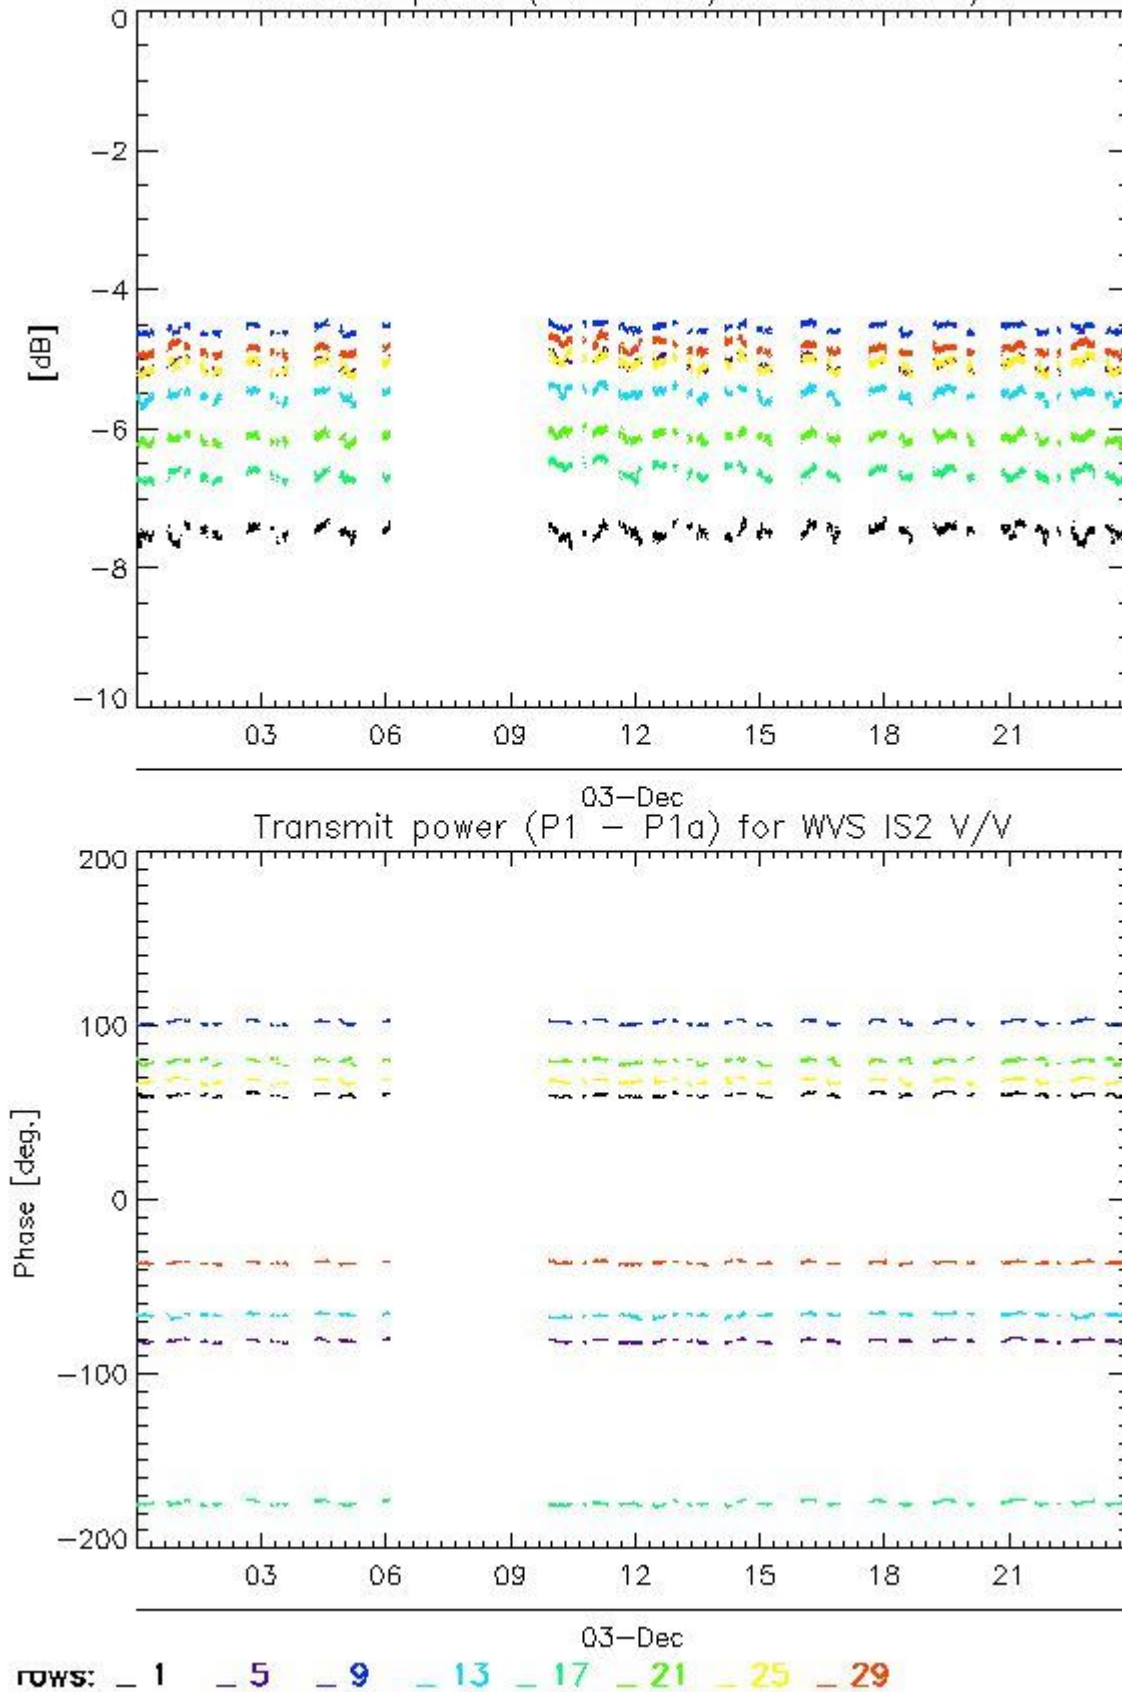 0
−2
−4
[dB]
−6
−8
−10
03 06 09 12 15 18 21
03−Dec
Transmit power (P1 − P1a) for WVS IS2 V/V
200
100
Phase [deg.]
0
−100
−200
03 06 09 12 15 18 21
03−Dec
rows: _ 1 _ 5 _ 9 _ 13 _ 17 _ 21 _ 25 _ 29